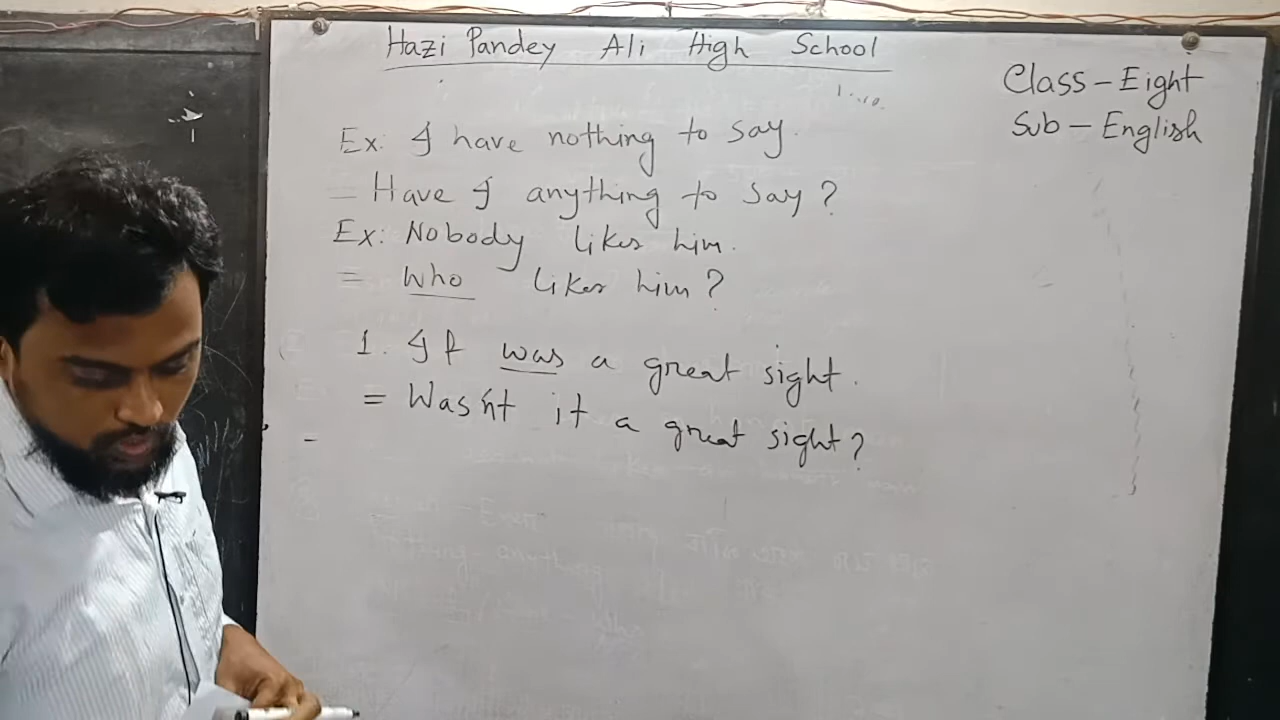 Hazi Pandey Ali High School
Class - Eight
Sub - English
Ex: I have nothing to say.
= Have I anything to say?
Ex: Nobody likes him.
= Who likes him?
1. It was a great sight.
= Wasn't it a great sight?